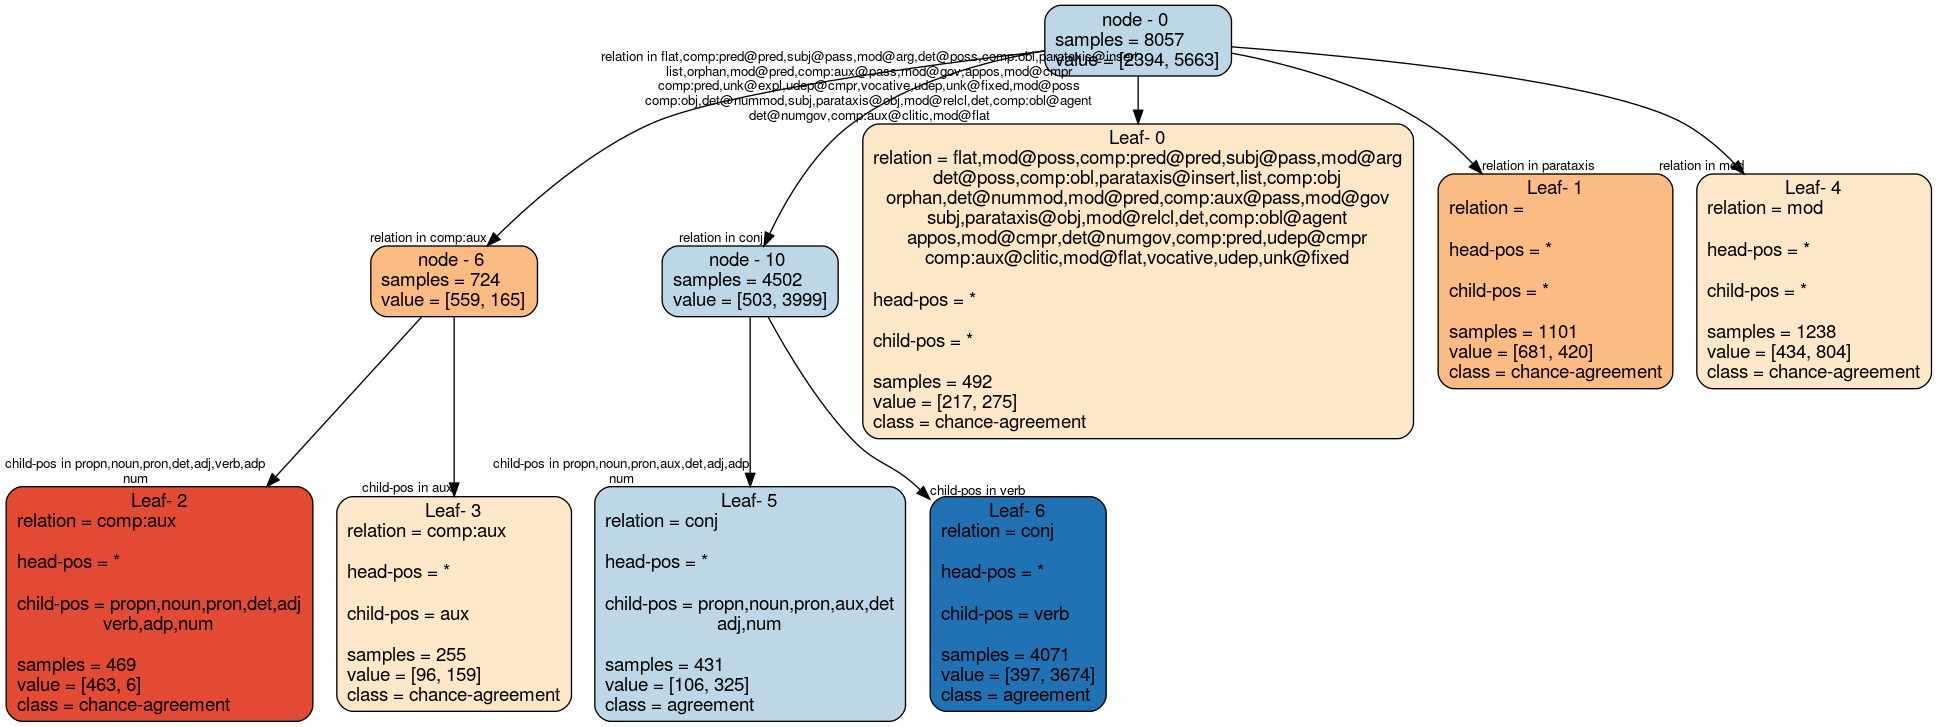 node - 0
samples = 8057
value = [2394, 5663]
relation in flat,comp:pred@pred,subj@pass,mod@arg,det@poss,comp:obl,parataxis@insert
list,orphan,mod@pred,comp:aux@pass,mod@gov,appos,mod@cmpr
comp:pred,unk@expl,udep@cmpr,vocative,udep,unk@fixed,mod@poss
comp:obj,det@nummod,subj,parataxis@obj,mod@relcl,det,comp:obl@agent
det@numgov,comp:aux@clitic,mod@flat
relation in parataxis
relation in mod
relation in comp:aux
relation in conj
Leaf- 0
relation = flat,mod@poss,comp:pred@pred,subj@pass,mod@arg
det@poss,comp:obl,parataxis@insert,list,comp:obj
orphan,det@nummod,mod@pred,comp:aux@pass,mod@gov
subj,parataxis@obj,mod@relcl,det,comp:obl@agent
appos,mod@cmpr,det@numgov,comp:pred,udep@cmpr
comp:aux@clitic,mod@flat,vocative,udep,unk@fixed
head-pos = *
child-pos = *
samples = 492
value = [217, 275]
class = chance-agreement
Leaf- 1
relation =
head-pos = *
child-pos = *
samples = 1101
value = [681, 420]
class = chance-agreement
Leaf- 4
relation = mod
head-pos = *
child-pos = *
samples = 1238
value = [434, 804]
class = chance-agreement
node - 6
samples = 724
value = [559, 165]
node - 10
samples = 4502
value = [503, 3999]
child-pos in propn,noun,pron,det,adj,verb,adp
num
child-pos in aux
child-pos in propn,noun,pron,aux,det,adj,adp
num
child-pos in verb
Leaf- 2
relation = comp:aux
head-pos = *
child-pos = propn,noun,pron,det,adj
verb,adp,num
samples = 469
value = [463, 6]
class = chance-agreement
Leaf- 3
relation = comp:aux
head-pos = *
child-pos = aux
samples = 255
value = [96, 159]
class = chance-agreement
Leaf- 5
relation = conj
head-pos = *
child-pos = propn,noun,pron,aux,det
adj,num
samples = 431
value = [106, 325]
class = agreement
Leaf- 6
relation = conj
head-pos = *
child-pos = verb
samples = 4071
value = [397, 3674]
class = agreement